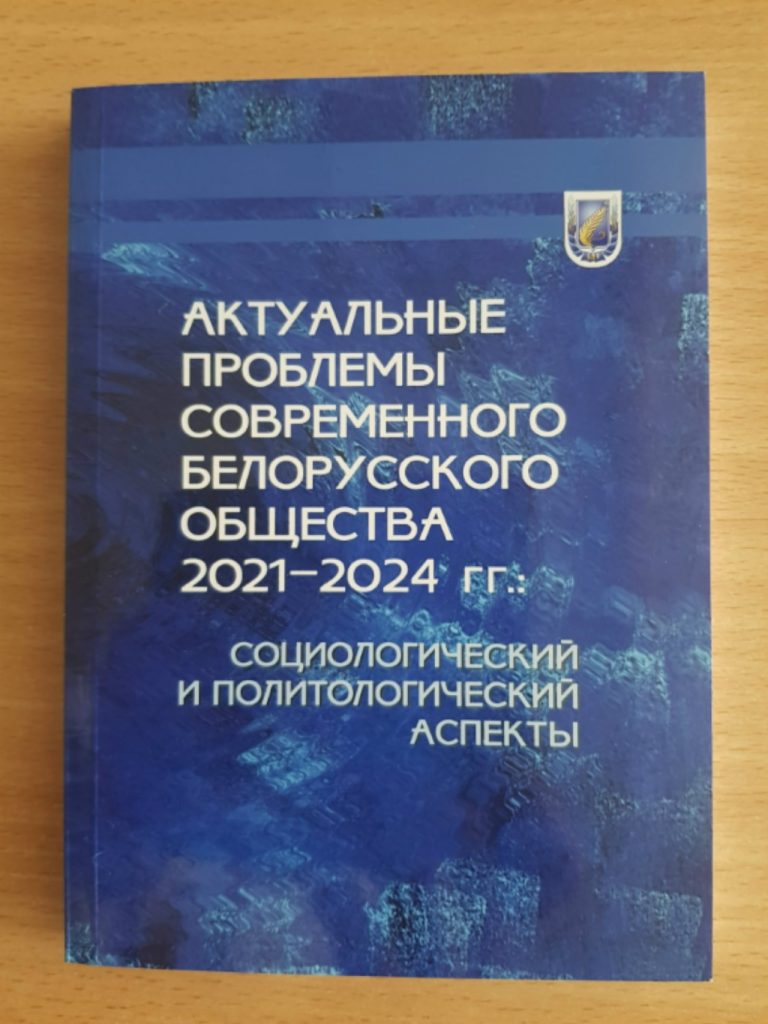 АКТУАЛЬНЫЕ
ПРОБЛЕМЫ
СОВРЕМЕННОГО
БЕЛОРУССКОГО
ОБЩЕСТВА
2021–2024 гг.:
СОЦИОЛОГИЧЕСКИЙ
И ПОЛИТОЛОГИЧЕСКИЙ
АСПЕКТЫ